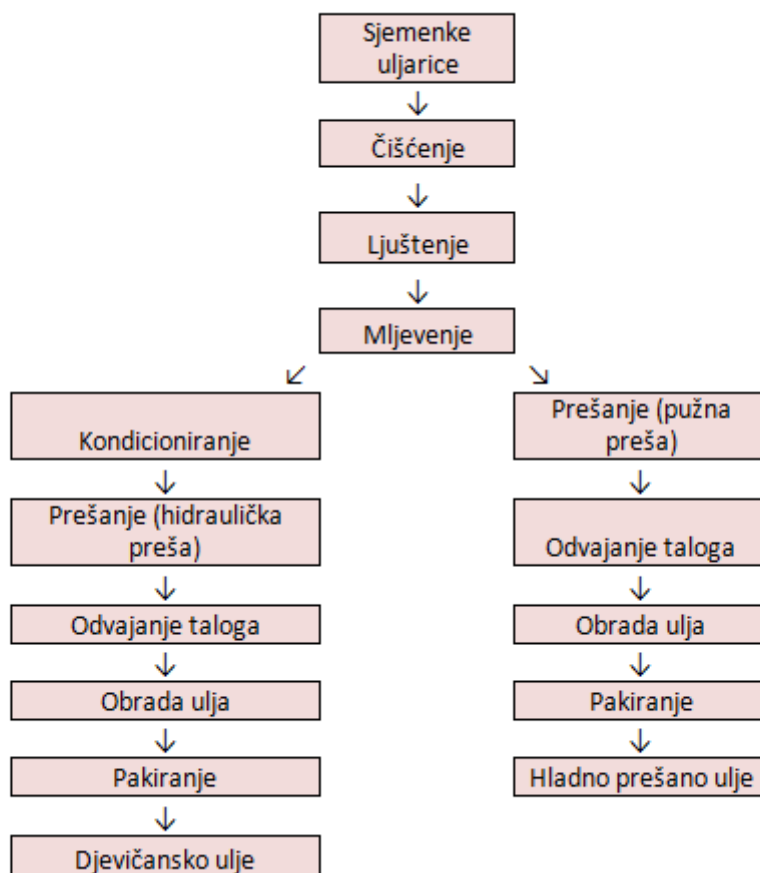 Sjemenke
uljarice
↓
Čišćenje
↓
Ljuštenje
↓
Mljevenje
↙ ↘
Kondicioniranje
↓
Prešanje (hidraulička
preša)
↓
Odvajanje taloga
↓
Obrada ulja
↓
Pakiranje
↓
Djevičansko ulje
Prešanje (pužna
preša)
↓
Odvajanje taloga
↓
Obrada ulja
↓
Pakiranje
↓
Hladno prešano ulje